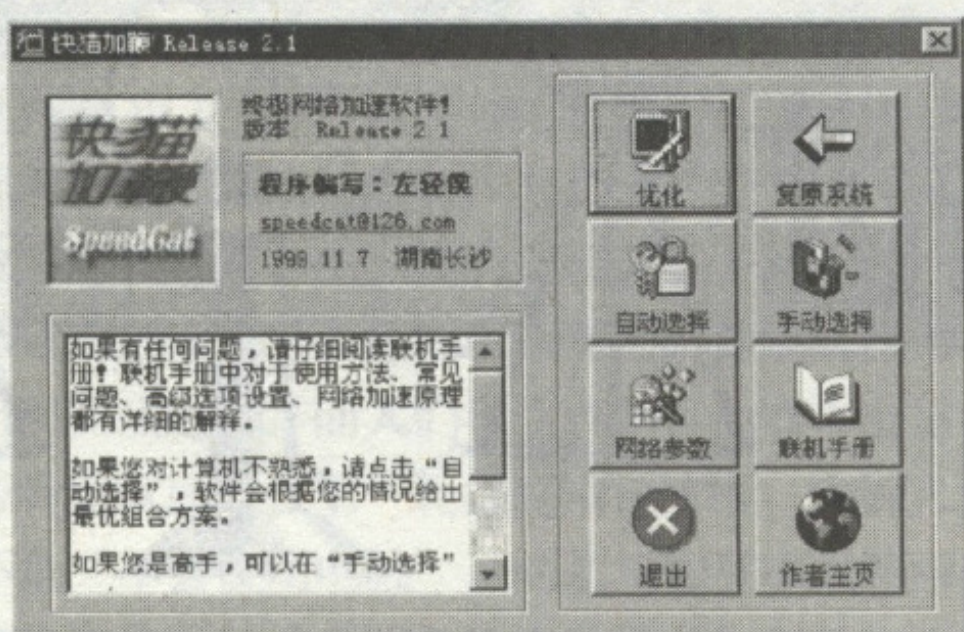 快猫加鞭 Release 2.1
快猫
加鞭
SpeedCat
终极网络加速软件!
版本 Release 2.1
程序编写：左轻侯
speedcat@126.com
1999.11.7 湖南长沙
如果有任何问题，请仔细阅读联机手
册！联机手册中对于使用方法、常见
问题、高级选项设置、网络加速原理
都有详细的解释。
如果您对计算机不熟悉，请点击“自
动选择”，软件会根据您的情况给出
最优组合方案。
如果您是高手，可以在“手动选择”
优化
复原系统
自动选择
手动选择
网络参数
联机手册
退出
作者主页